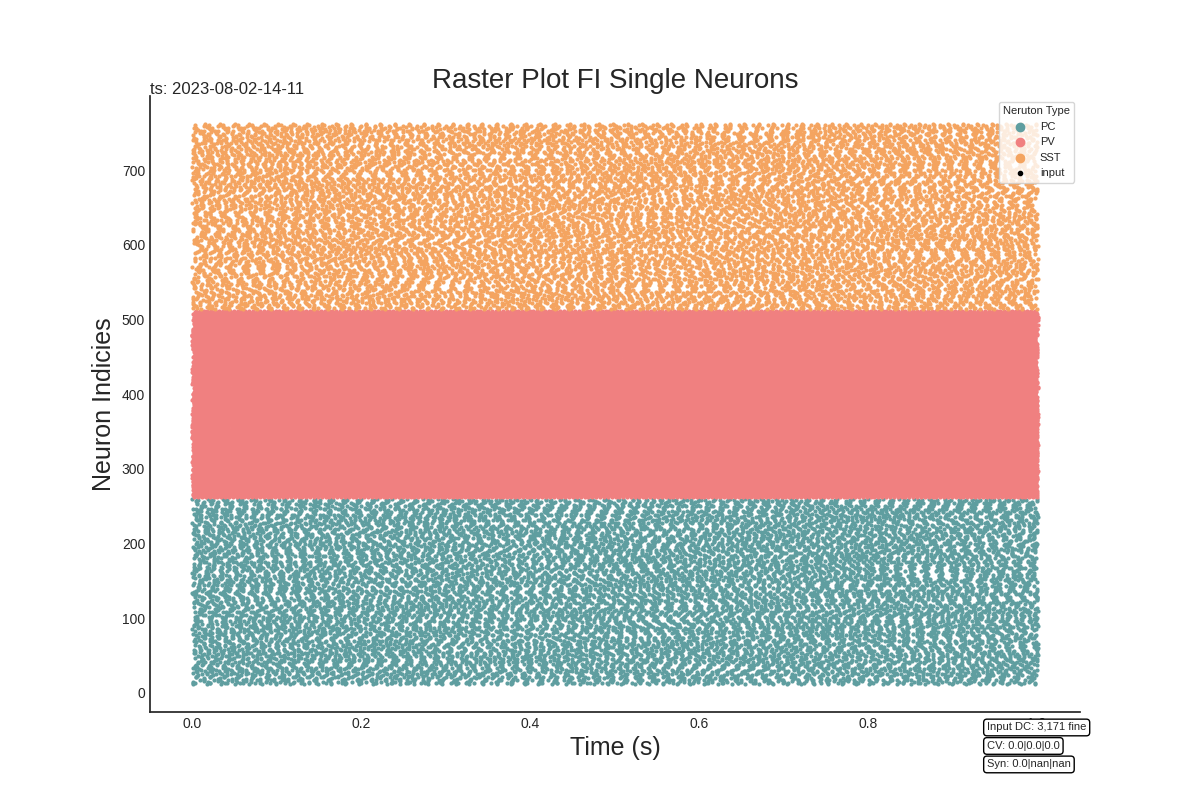 Raster Plot FI Single Neurons
ts: 2023-08-02-14-11
Neruton Type
PC
PV
SST
input
Neuron Indicies
700
600
500
400
300
200
100
0
0.0 0.2 0.4 0.6 0.8
Time (s)
Input DC: 3,171 fine
CV: 0.0|0.0|0.0
Syn: 0.0|nan|nan